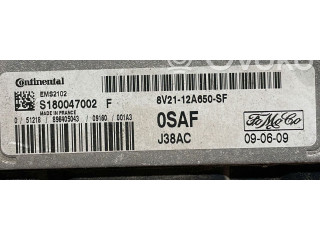 Continental
EMS2102
S180047002 F
MADE IN FRANCE
8V21-12A650-SF
0SAF
J38AC
FoMoCo
09-06-09